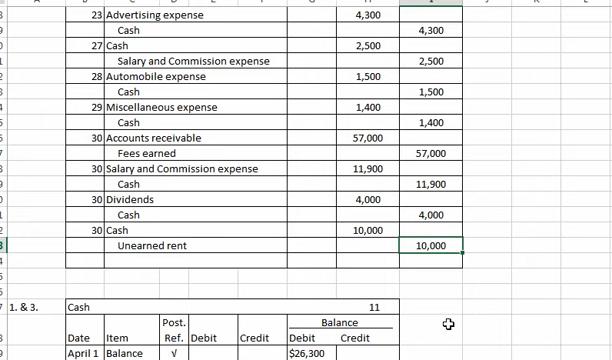 23 Advertising expense 4,300
Cash 4,300
27 Cash 2,500
Salary and Commission expense 2,500
28 Automobile expense 1,500
Cash 1,500
29 Miscellaneous expense 1,400
Cash 1,400
30 Accounts receivable 57,000
Fees earned 57,000
30 Salary and Commission expense 11,900
Cash 11,900
30 Dividends 4,000
Cash 4,000
30 Cash 10,000
Unearned rent 10,000
1. & 3. Cash 11
Post. Balance
Date Item Ref. Debit Credit Debit Credit
April 1 Balance √ $26,300